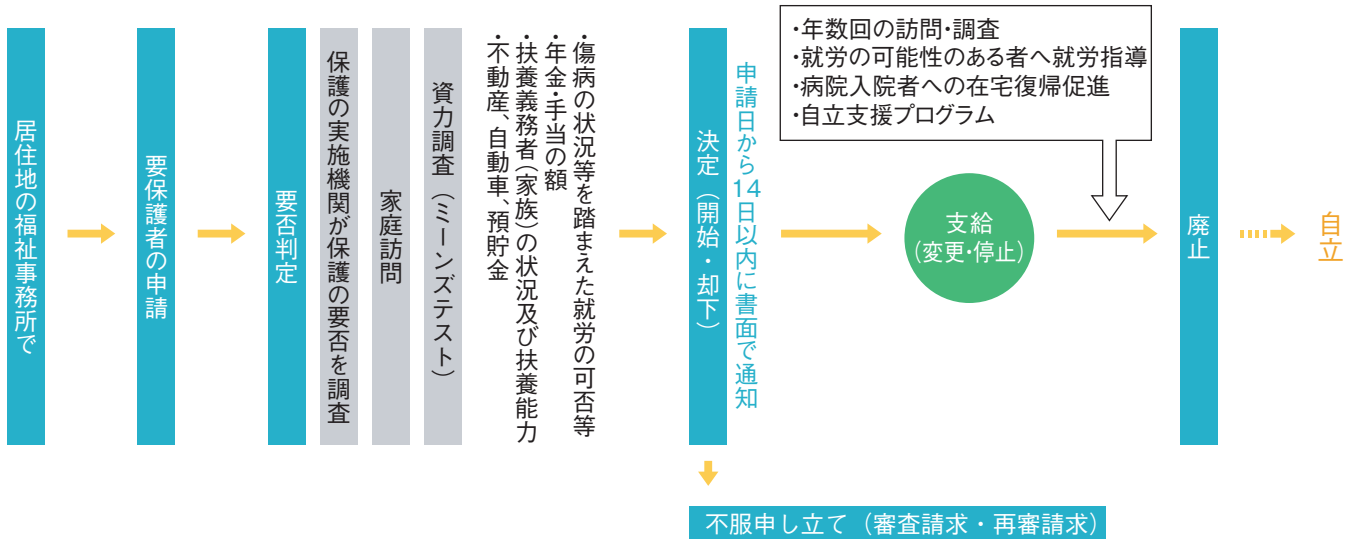 居住地の福祉事務所で
要保護者の申請
要否判定
保護の実施機関が保護の要否を調査
家庭訪問
資力調査（ミーンズテスト）
・傷病の状況等を踏まえた就労の可否等
・年金・手当の額
・扶養義務者（家族）の状況及び扶養能力
・不動産、自動車、預貯金
決定（開始・却下）
申請日から14日以内に書面で通知
支給
（変更・停止）
・年数回の訪問・調査
・就労の可能性のある者へ就労指導
・病院入院者への在宅復帰促進
・自立支援プログラム
廃止
自立
不服申し立て（審査請求・再審請求）